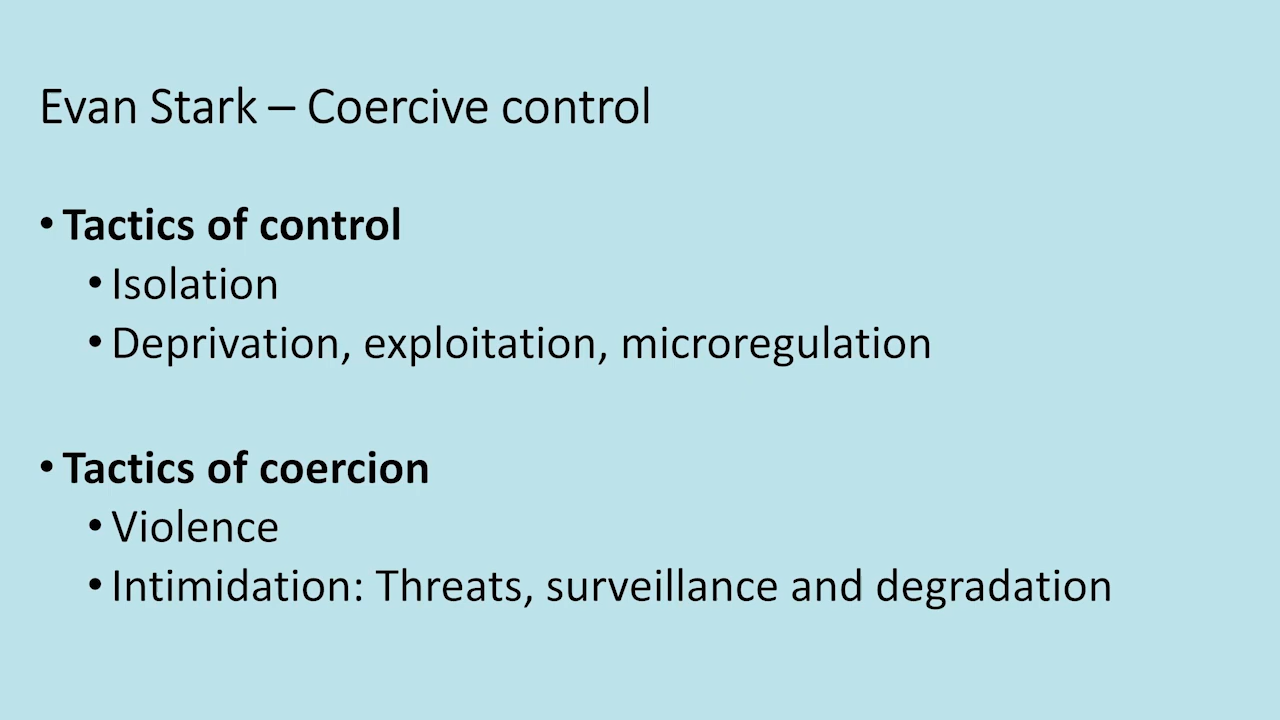 Evan Stark – Coercive control
• Tactics of control
• Isolation
• Deprivation, exploitation, microregulation
• Tactics of coercion
• Violence
• Intimidation: Threats, surveillance and degradation